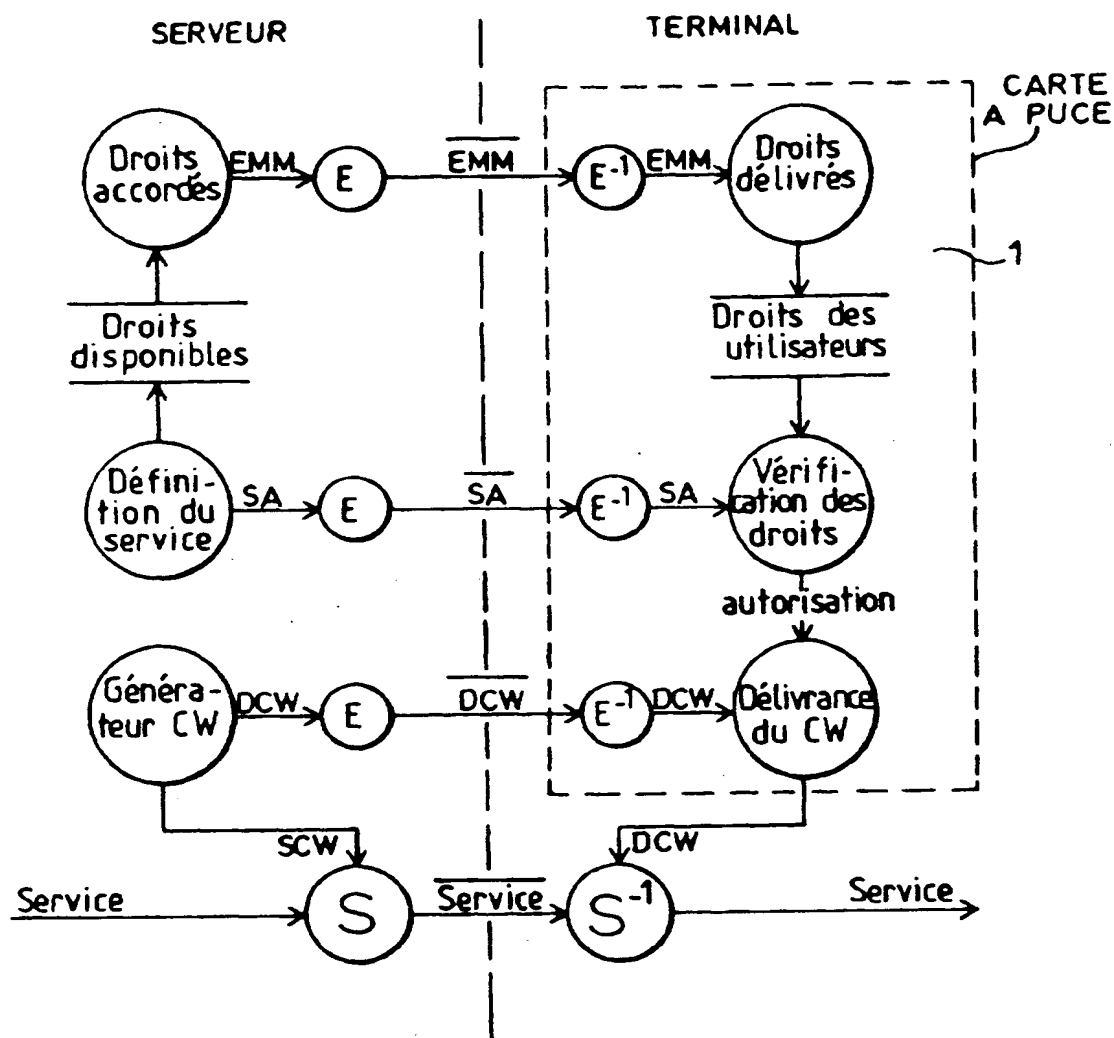 SERVEUR
TERMINAL
CARTE
A PUCE
Droits
accordés
EMM
E
EMM
E-1
EMM
Droits
délivrés
1
Droits
disponibles
Droits des
utilisateurs
Défini-
tion du
service
SA
E
SA
E-1
SA
Vérifi-
cation des
droits
autorisation
Généra-
teur CW
DCW
E
DCW
E-1
DCW
Délivrance
du CW
SCW
DCW
Service
S
Service
S-1
Service